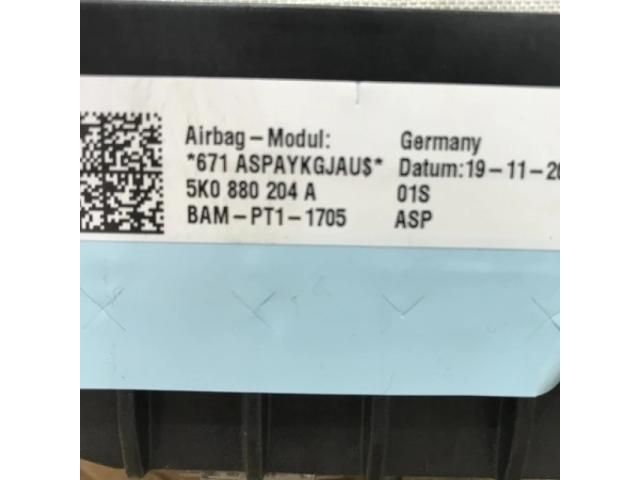 Airbag-Modul: Germany
*671 ASPAYKGJAU$* Datum:19-11-20
5K0 880 204 A 01S
BAM-PT1-1705 ASP